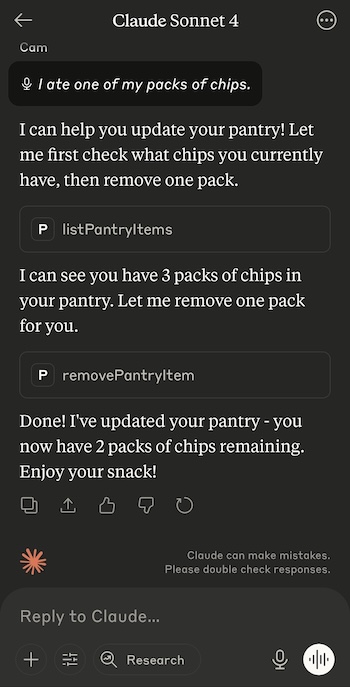 Claude Sonnet 4
Cam
I ate one of my packs of chips.
I can help you update your pantry! Let
me first check what chips you currently
have, then remove one pack.
P listPantryItems
I can see you have 3 packs of chips in
your pantry. Let me remove one pack
for you.
P removePantryItem
Done! I've updated your pantry - you
now have 2 packs of chips remaining.
Enjoy your snack!
Claude can make mistakes.
Please double check responses.
Reply to Claude...
Research